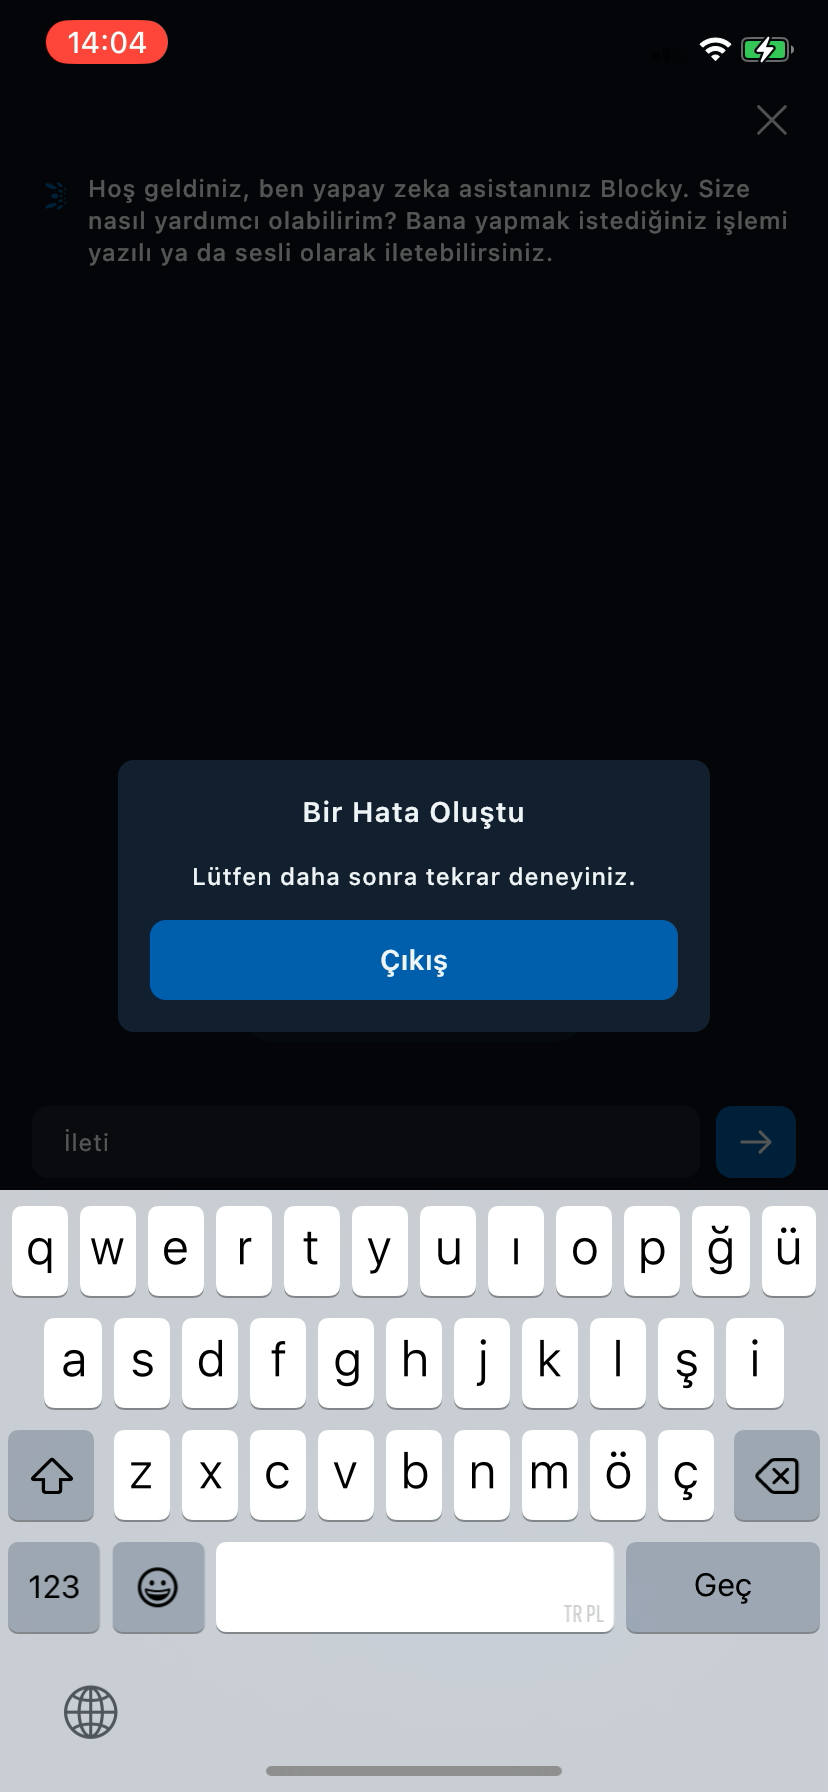 14:04
Hoş geldiniz, ben yapay zeka asistanınız Blocky. Size
nasıl yardımcı olabilirim? Bana yapmak istediğiniz işlemi
yazılı ya da sesli olarak iletebilirsiniz.
Bir Hata Oluştu
Lütfen daha sonra tekrar deneyiniz.
Çıkış
İleti
q w e r t y u ı o p ğ ü
a s d f g h j k l ş i
z x c v b n m ö ç
123 TR PL Geç